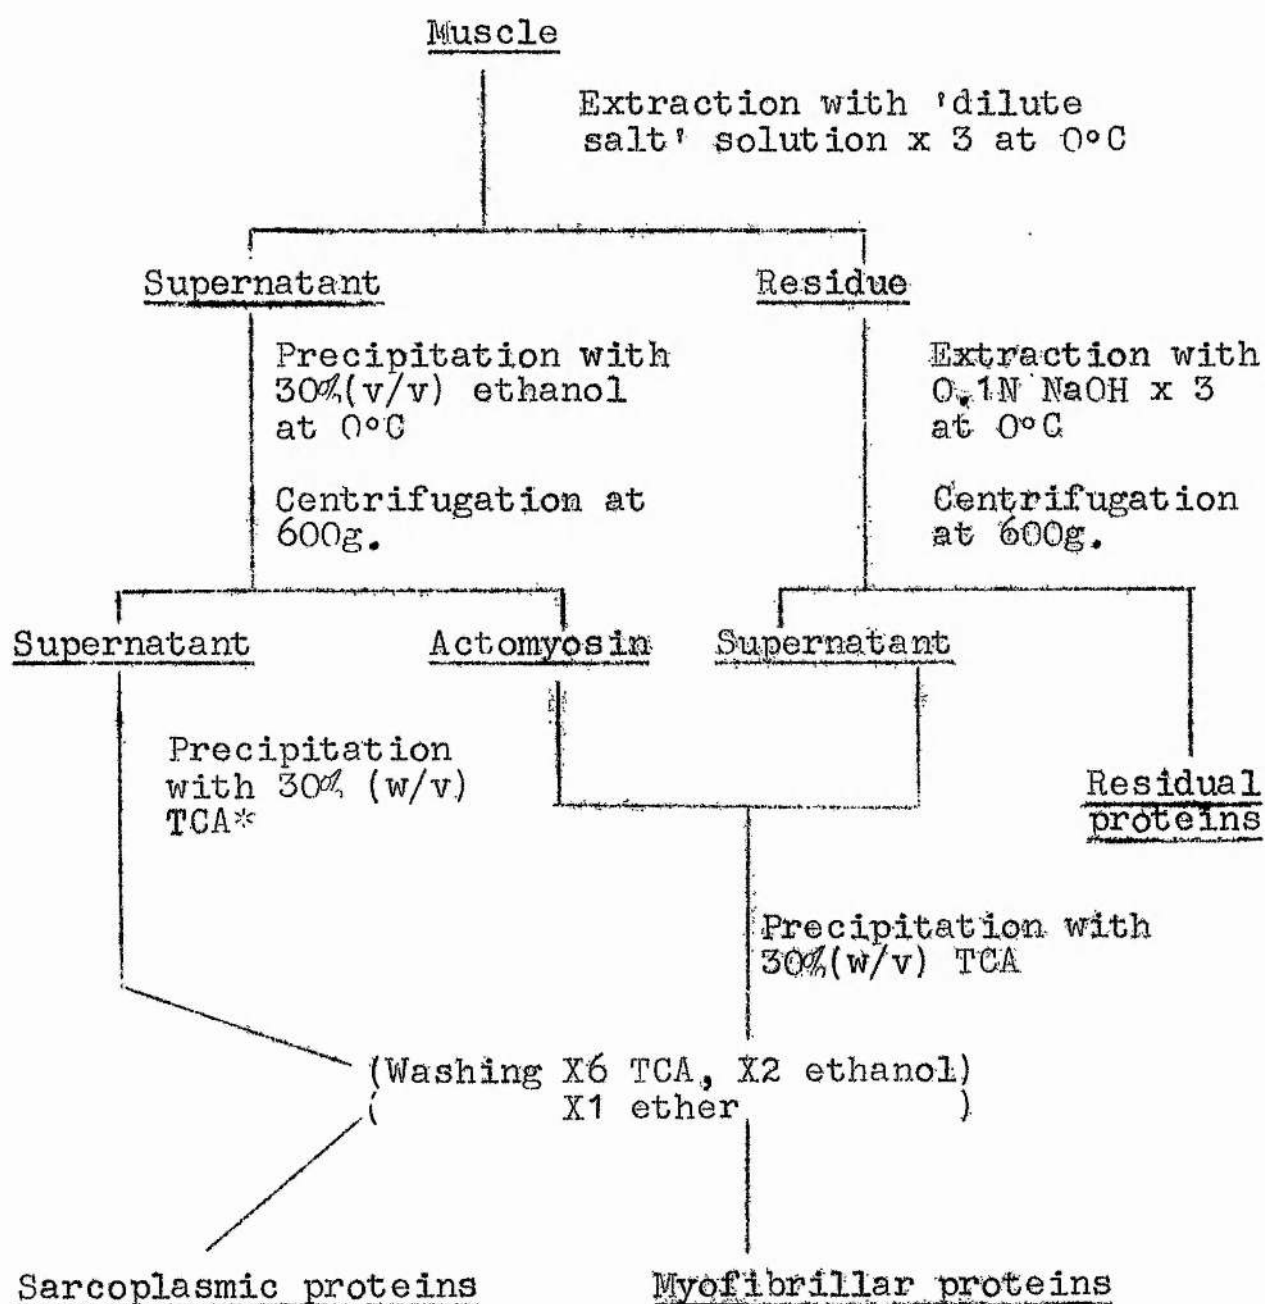 Muscle
Extraction with 'dilute
salt' solution x 3 at 0°C
Supernatant
Residue
Precipitation with
30%(v/v) ethanol
at 0°C
Centrifugation at
600g.
Extraction with
0.1N NaOH x 3
at 0°C
Centrifugation
at 600g.
Supernatant
Actomyosin
Supernatant
Precipitation
with 30% (w/v)
TCA*
Residual
proteins
Precipitation with
30%(w/v) TCA
(Washing X6 TCA, X2 ethanol)
( X1 ether )
Sarcoplasmic proteins
Myofibrillar proteins